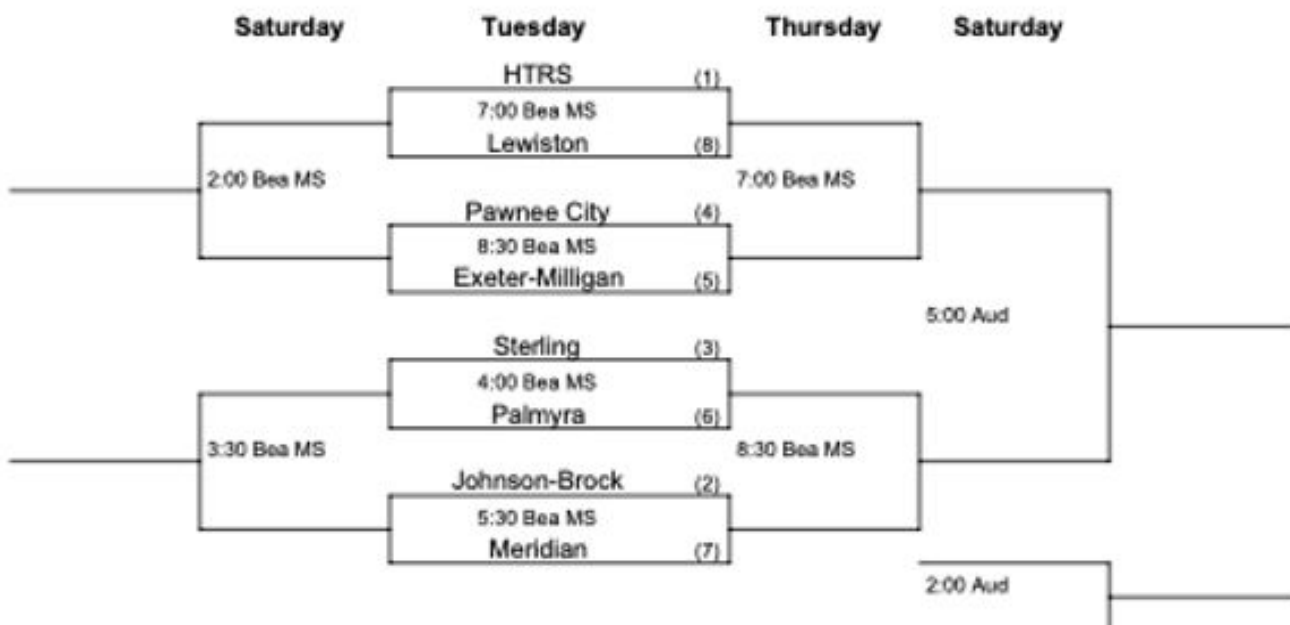 Saturday Tuesday Thursday Saturday
HTRS (1)
7:00 Bea MS
Lewiston (8)
2:00 Bea MS 7:00 Bea MS
Pawnee City (4)
8:30 Bea MS
Exeter-Milligan (5)
5:00 Aud
Sterling (3)
4:00 Bea MS
Palmyra (6)
3:30 Bea MS 8:30 Bea MS
Johnson-Brock (2)
5:30 Bea MS
Meridian (7)
2:00 Aud